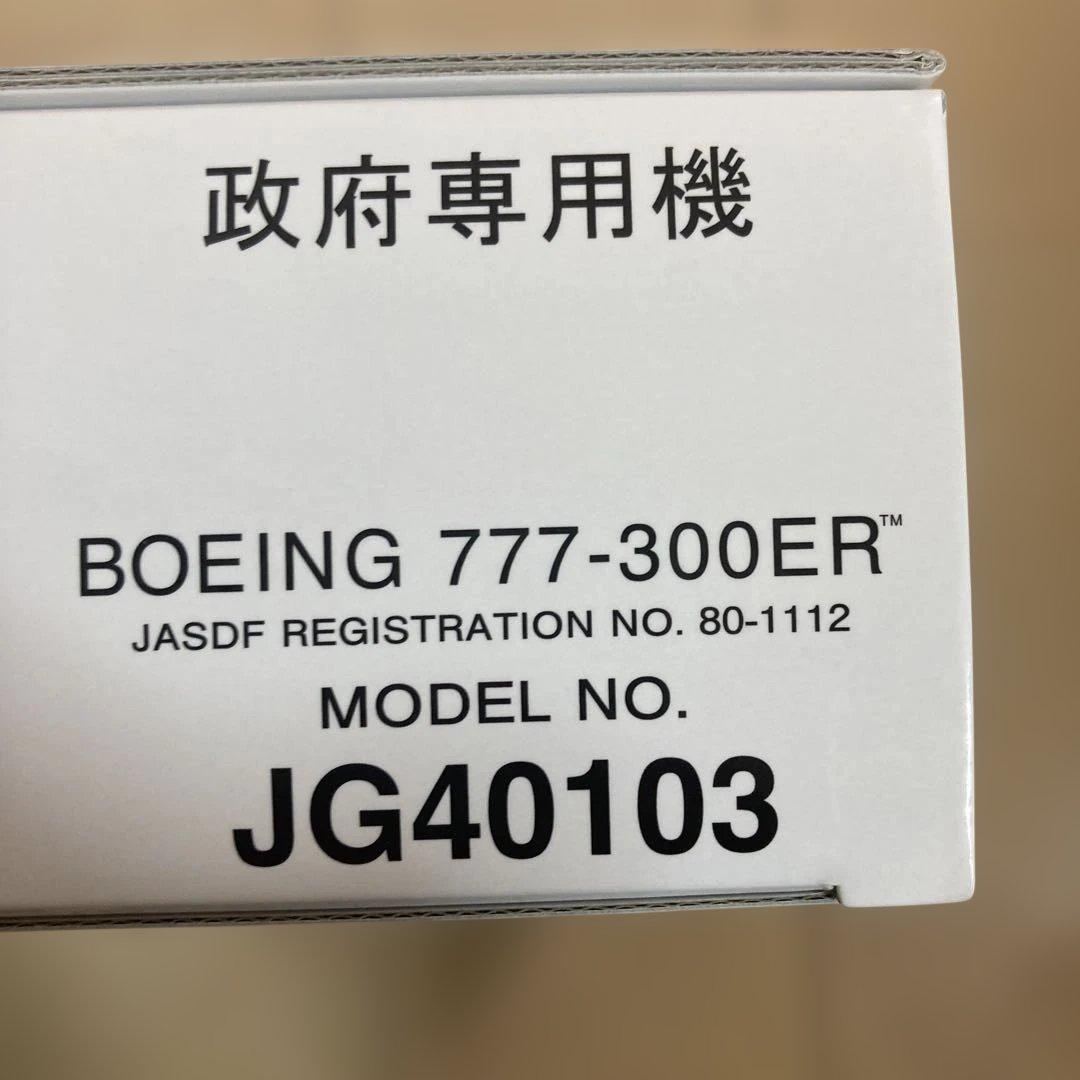 政府専用機
BOEING 777-300ER™
JASDF REGISTRATION NO. 80-1112
MODEL NO.
JG40103